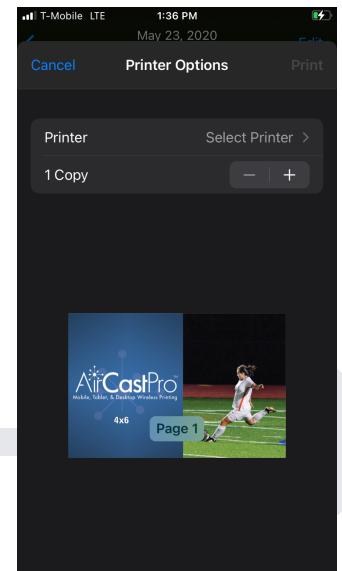 T-Mobile LTE 1:36 PM
May 23, 2020
Edit
Cancel Printer Options Print
Printer Select Printer >
1 Copy − +
AirCastPro™
Mobile, Tablet, & Desktop Wireless Printing
4x6
Page 1